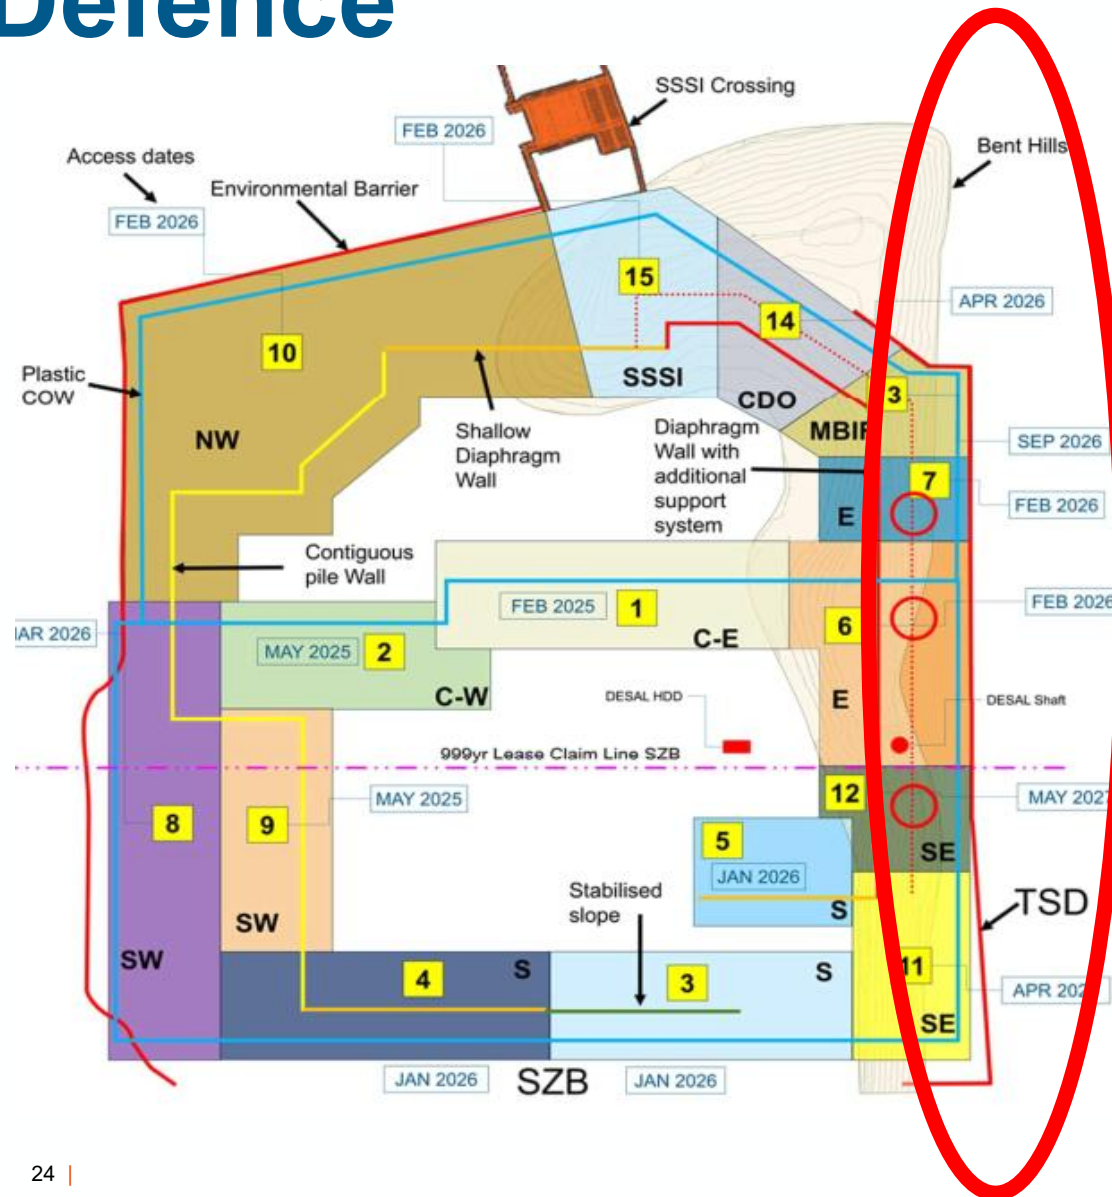 Defence
SSSI Crossing
FEB 2026
Bent Hills
Access dates
Environmental Barrier
FEB 2026
15
APR 2026
14
10
Plastic
COW
SSSI
3
CDO
NW
Shallow
Diaphragm
Wall
Diaphragm
Wall with
additional
support
system
SEP 2026
7
FEB 2026
E
Contiguous
pile Wall
FEB 2025
1
C-E
FEB 2026
6
MAY 2025
2
C-W
E
DESAL HDD
DESAL Shaft
999yr Lease Claim Line SZB
12
MAY 2025
8
9
5
JAN 2026
SE
Stabilised
slope
S
TSD
SW
SW
4
S
3
S
11
SE
JAN 2026
SZB
JAN 2026
24 |